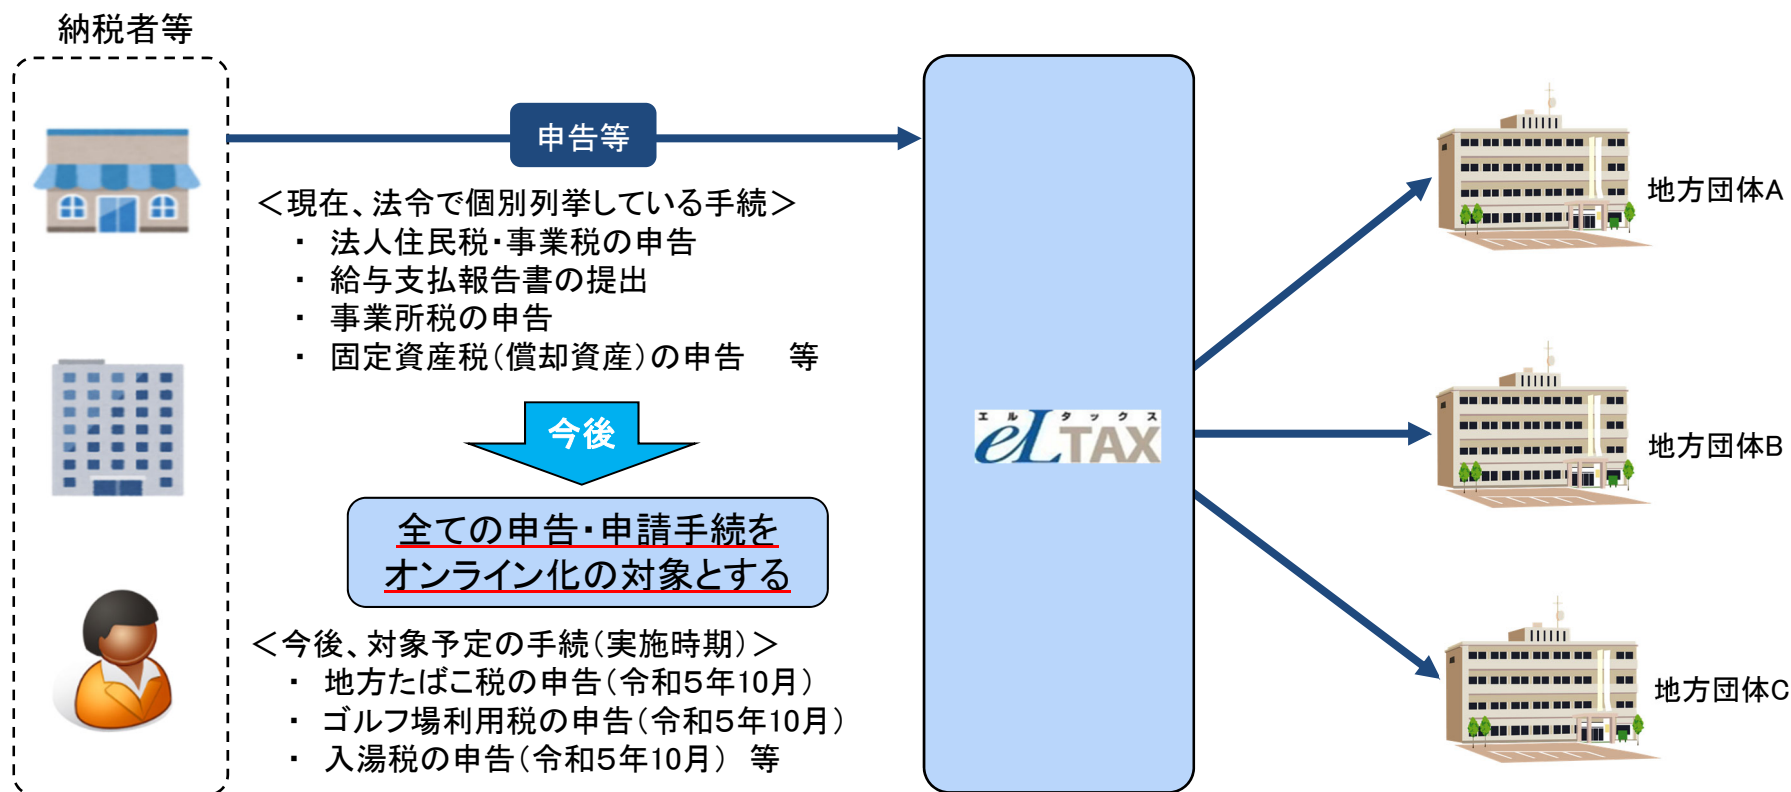 納税者等
申告等
＜現在、法令で個別列挙している手続＞
・ 法人住民税・事業税の申告
・ 給与支払報告書の提出
・ 事業所税の申告
・ 固定資産税（償却資産）の申告　等
今後
全ての申告・申請手続を
オンライン化の対象とする
＜今後、対象予定の手続（実施時期）＞
・ 地方たばこ税の申告（令和５年10月）
・ ゴルフ場利用税の申告（令和５年10月）
・ 入湯税の申告（令和５年10月）　等
エルタックス
eLTAX
地方団体A
地方団体B
地方団体C